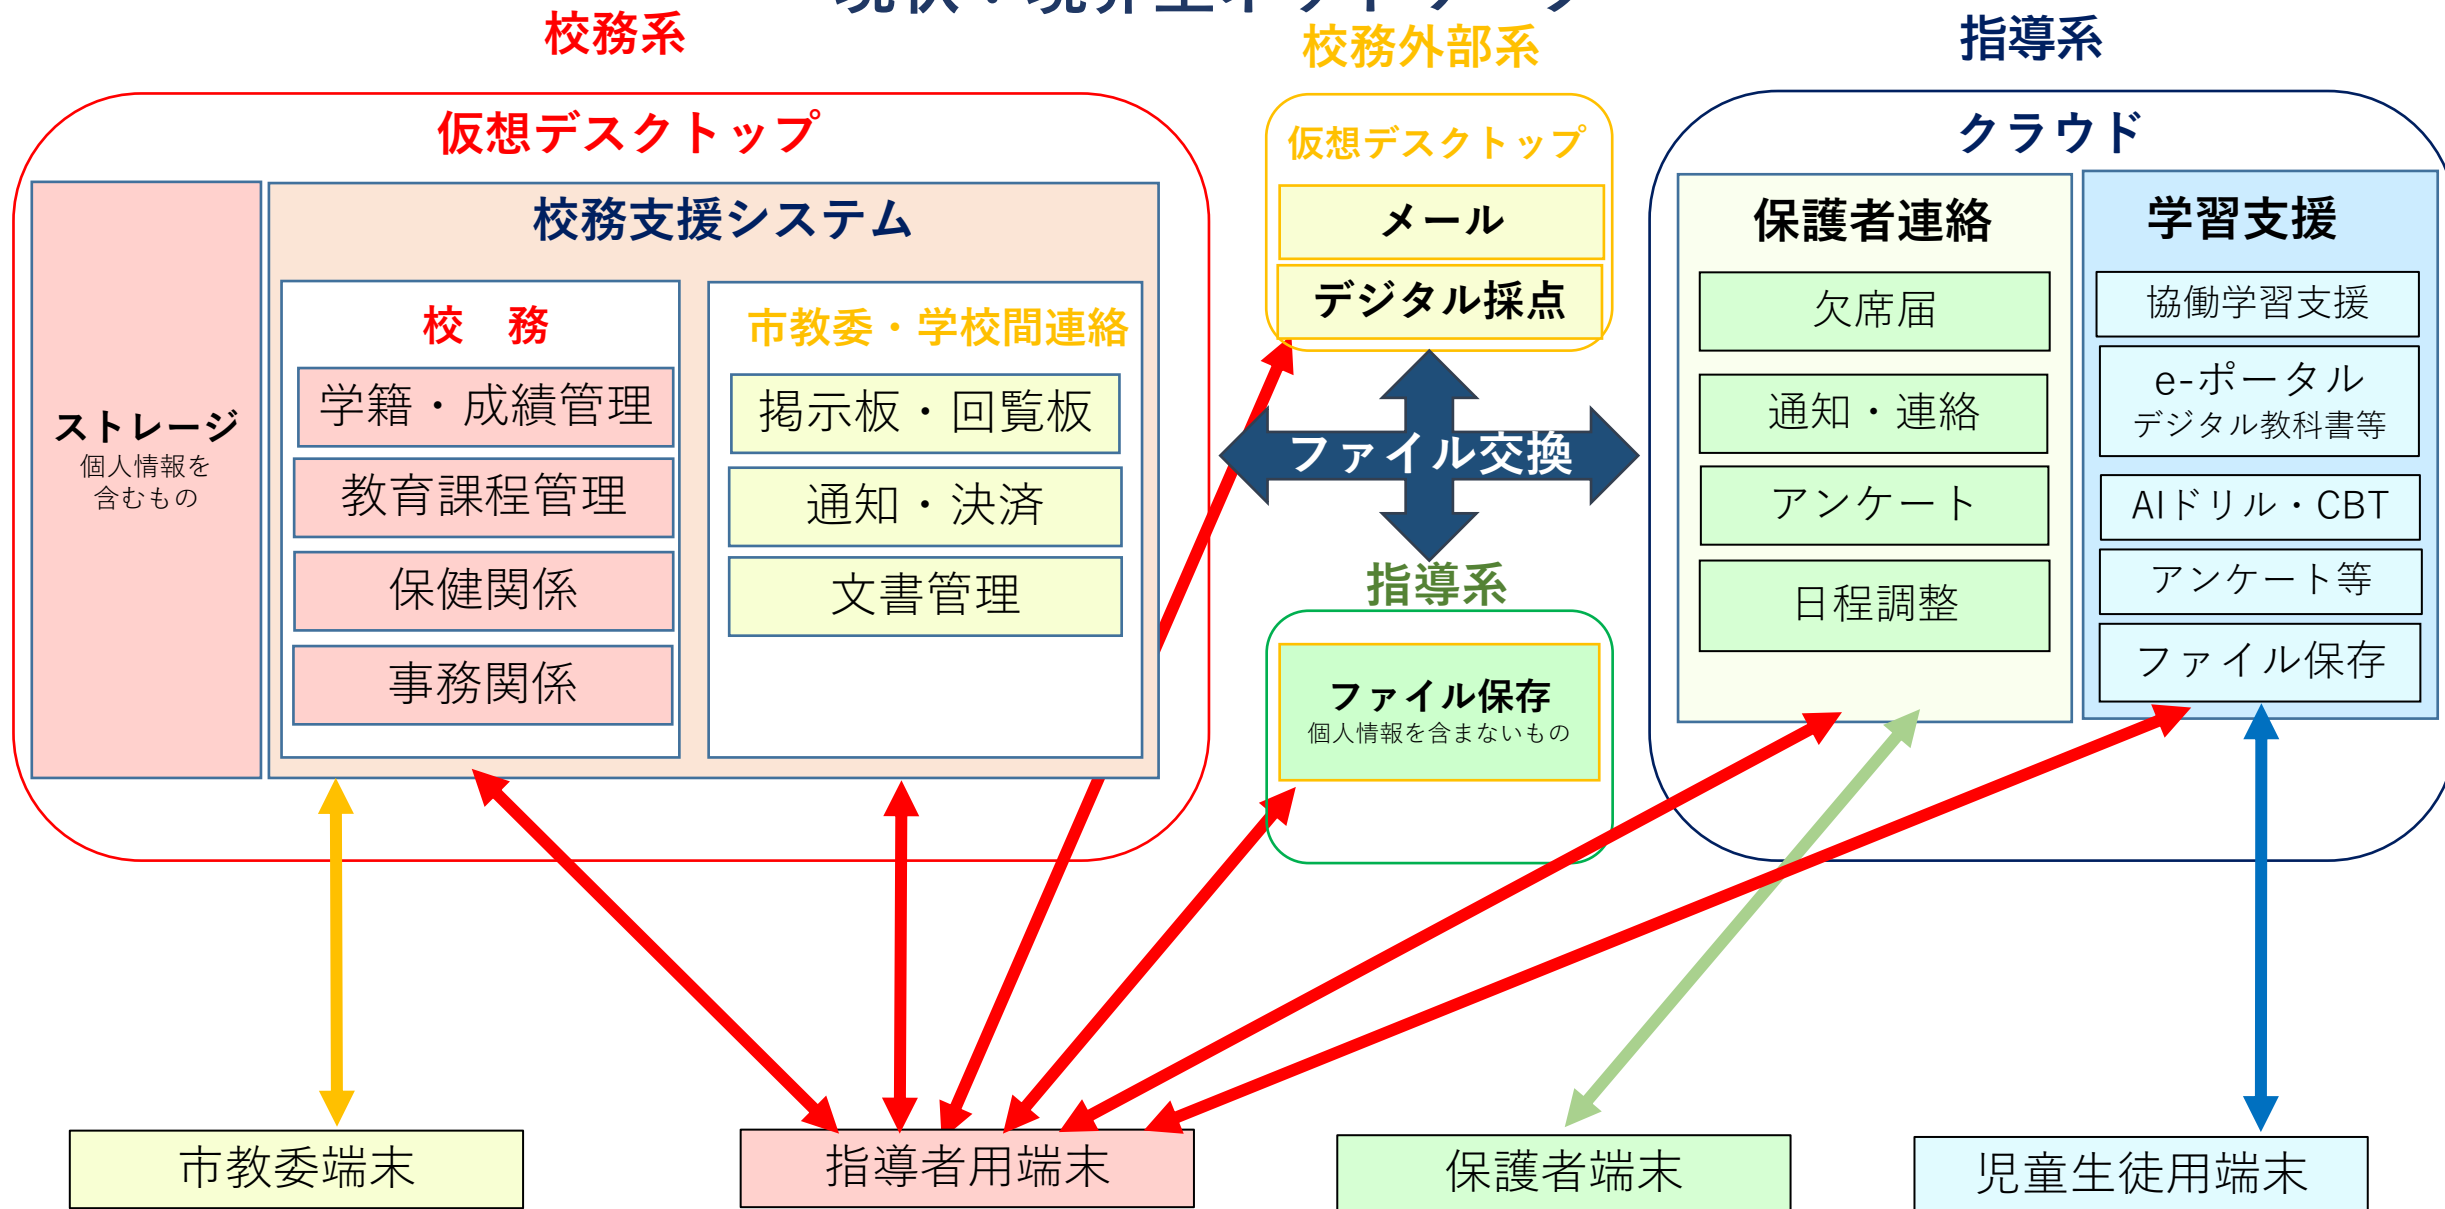 校務系
校務外部系
指導系
仮想デスクトップ
ストレージ
個人情報を
含むもの
校務支援システム
校　務
学籍・成績管理
教育課程管理
保健関係
事務関係
市教委・学校間連絡
掲示板・回覧板
通知・決済
文書管理
仮想デスクトップ
メール
デジタル採点
ファイル交換
指導系
ファイル保存
個人情報を含まないもの
クラウド
保護者連絡
欠席届
通知・連絡
アンケート
日程調整
学習支援
協働学習支援
e-ポータル
デジタル教科書等
AIドリル・CBT
アンケート等
ファイル保存
市教委端末
指導者用端末
保護者端末
児童生徒用端末